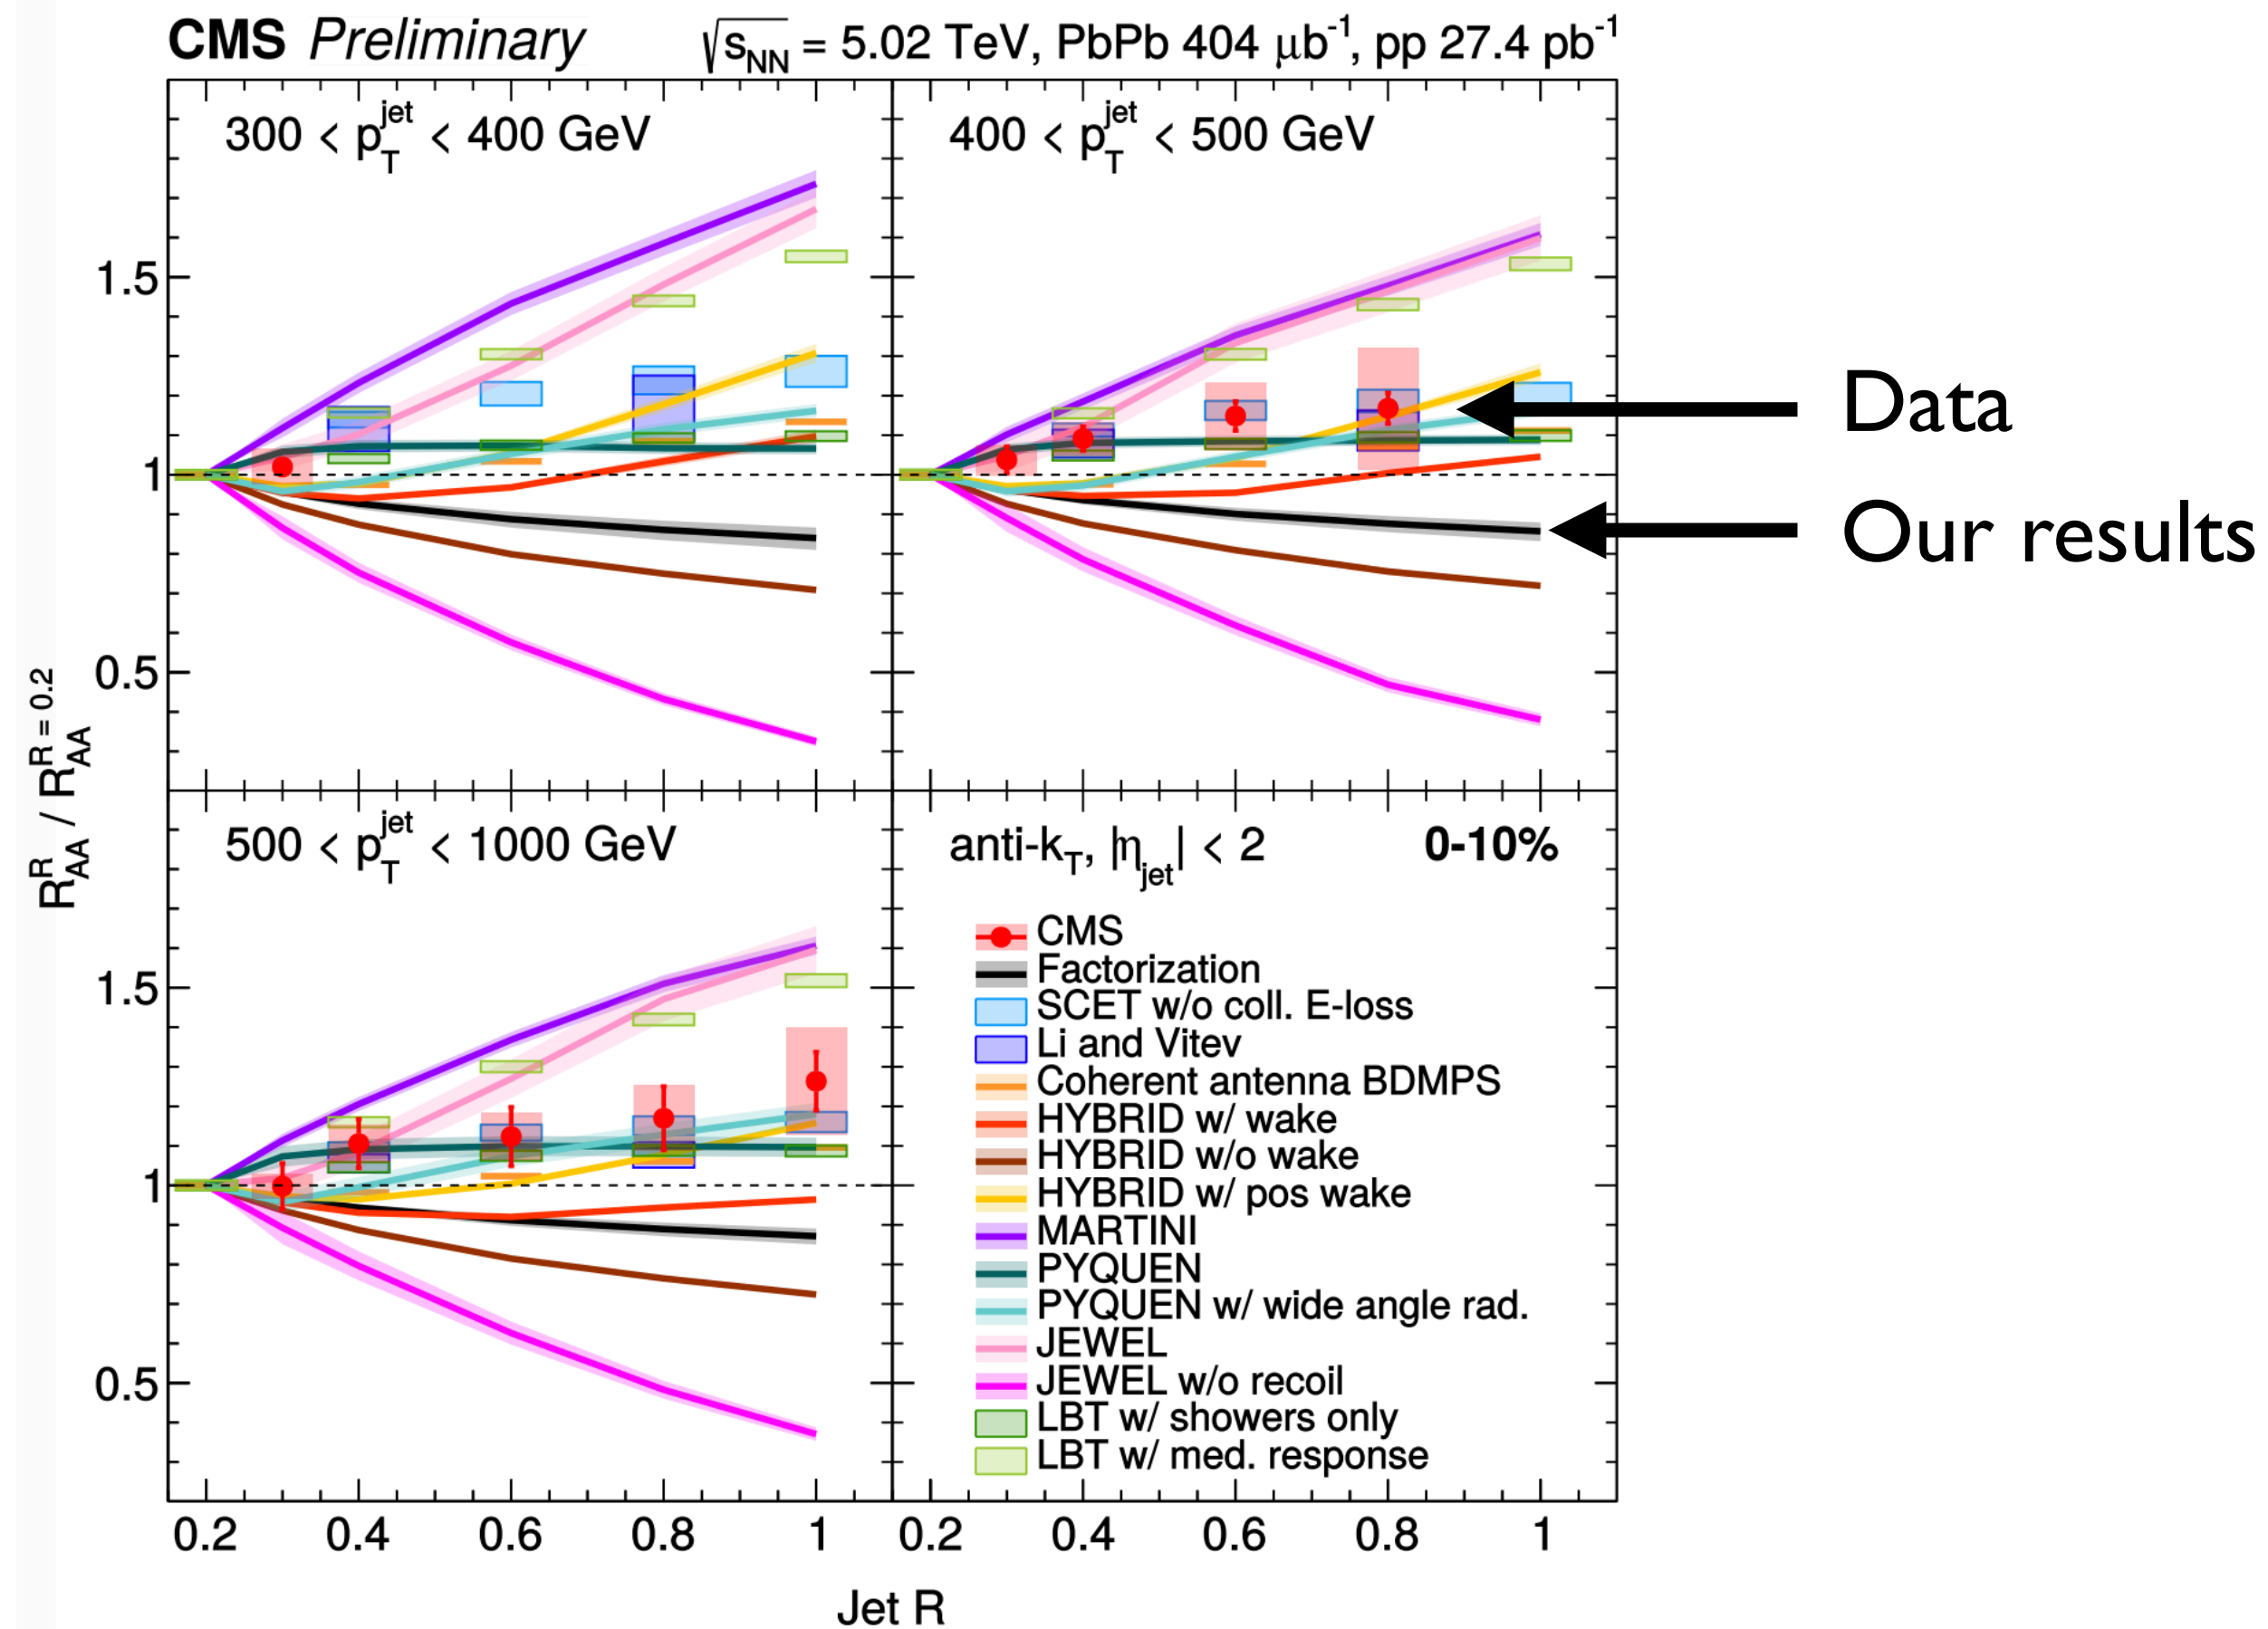 CMS Preliminary √sNN = 5.02 TeV, PbPb 404 μb-1, pp 27.4 pb-1
300 < pTjet < 400 GeV
400 < pTjet < 500 GeV
1.5
1
0.5
Data
Our results
RAAR / RAAR = 0.2
500 < pTjet < 1000 GeV
anti-kT, |ηjet| < 2 0-10%
1.5
1
0.5
CMS
Factorization
SCET w/o coll. E-loss
Li and Vitev
Coherent antenna BDMPS
HYBRID w/ wake
HYBRID w/o wake
HYBRID w/ pos wake
MARTINI
PYQUEN
PYQUEN w/ wide angle rad.
JEWEL
JEWEL w/o recoil
LBT w/ showers only
LBT w/ med. response
0.2 0.4 0.6 0.8 1 0.2 0.4 0.6 0.8 1
Jet R